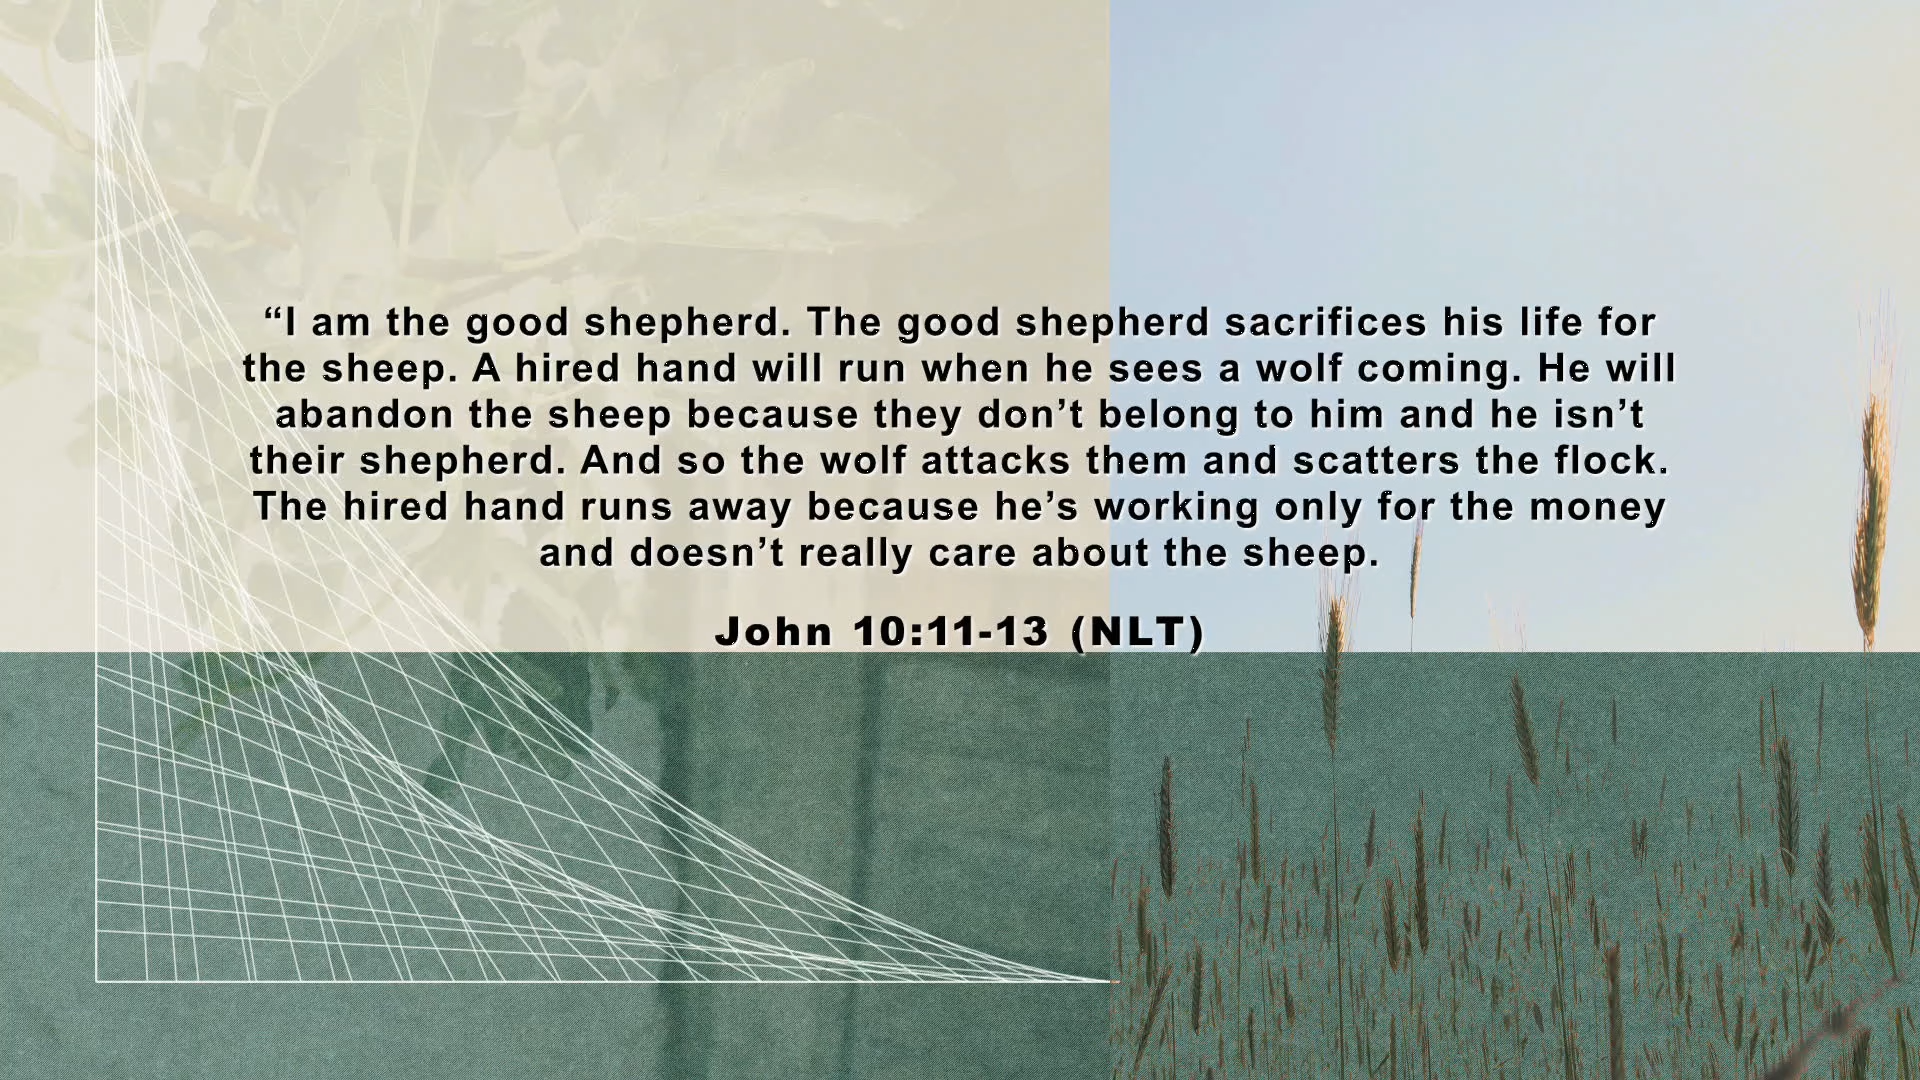 “I am the good shepherd. The good shepherd sacrifices his life for
the sheep. A hired hand will run when he sees a wolf coming. He will
abandon the sheep because they don’t belong to him and he isn’t
their shepherd. And so the wolf attacks them and scatters the flock.
The hired hand runs away because he’s working only for the money
and doesn’t really care about the sheep.
John 10:11-13 (NLT)